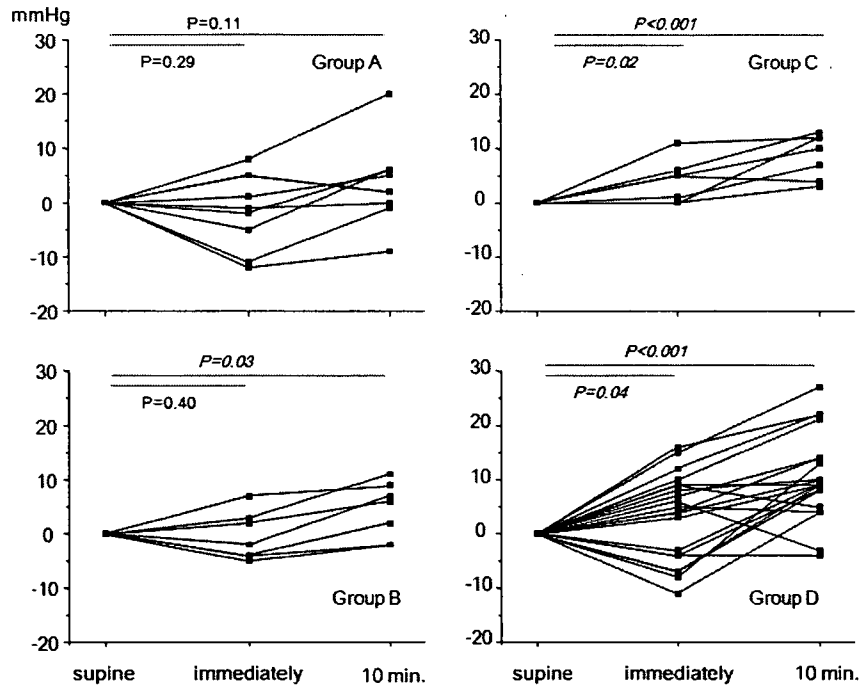 mmHg
P=0.11
P=0.29
Group A
30
20
10
0
-10
-20
P<0.001
P=0.02
Group C
30
20
10
0
-10
-20
P=0.03
P=0.40
Group B
30
20
10
0
-10
-20
supine immediately 10 min.
P<0.001
P=0.04
Group D
30
20
10
0
-10
-20
supine immediately 10 min.